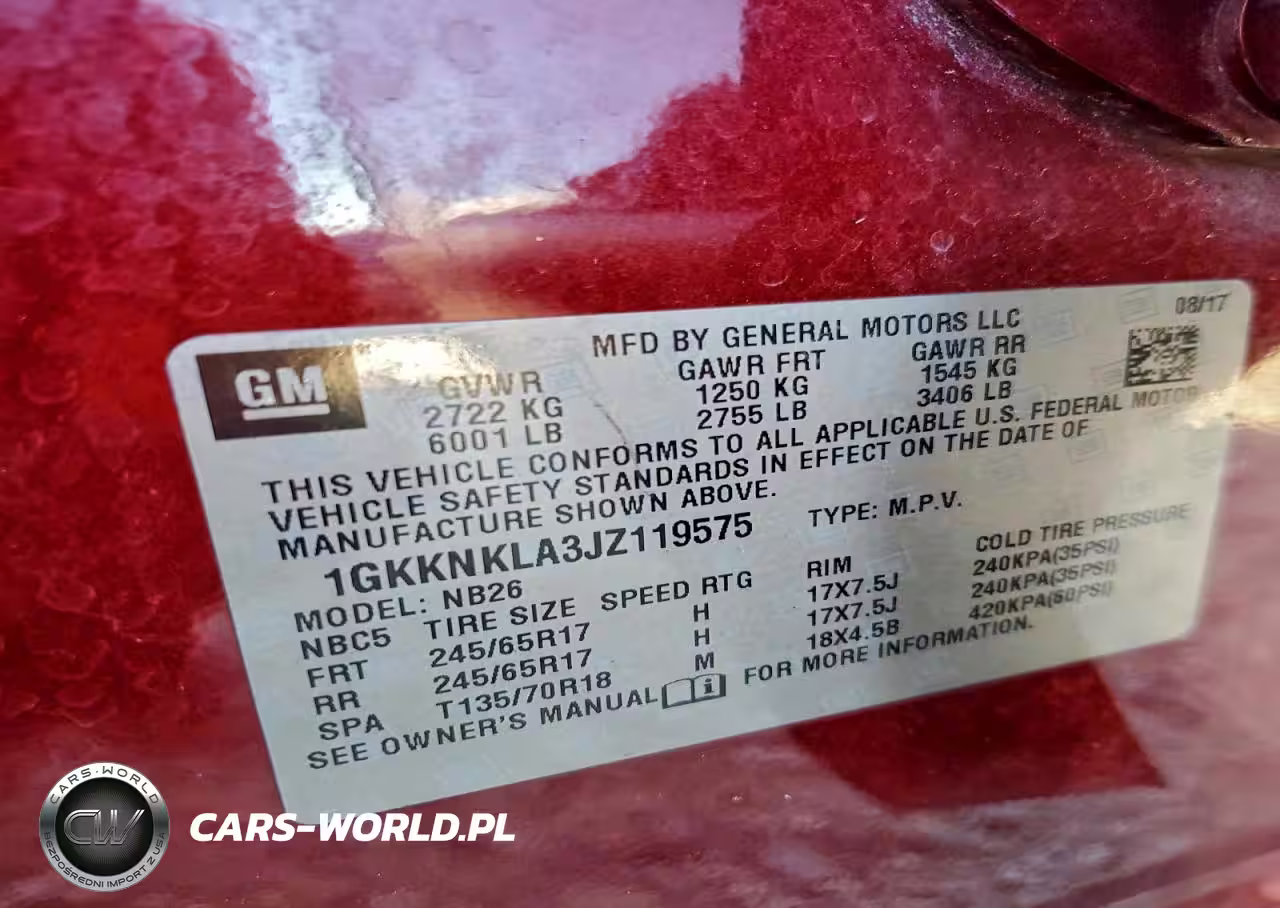 08/17
MFD BY GENERAL MOTORS LLC
GM
GVWR GAWR FRT GAWR RR
2722 KG 1250 KG 1545 KG
6001 LB 2755 LB 3406 LB
THIS VEHICLE CONFORMS TO ALL APPLICABLE U.S. FEDERAL MOTOR
VEHICLE SAFETY STANDARDS IN EFFECT ON THE DATE OF
MANUFACTURE SHOWN ABOVE.
1GKKNKLA3JZ119575 TYPE: M.P.V.
MODEL: NB26
NBC5 TIRE SIZE SPEED RTG RIM COLD TIRE PRESSURE
FRT 245/65R17 H 17X7.5J 240KPA(35PSI)
RR 245/65R17 H 17X7.5J 240KPA(35PSI)
SPA T135/70R18 M 18X4.5B 420KPA(60PSI)
SEE OWNER'S MANUAL i FOR MORE INFORMATION.
CARS-WORLD
CW
BEZPOŚREDNI IMPORT Z USA
CARS-WORLD.PL